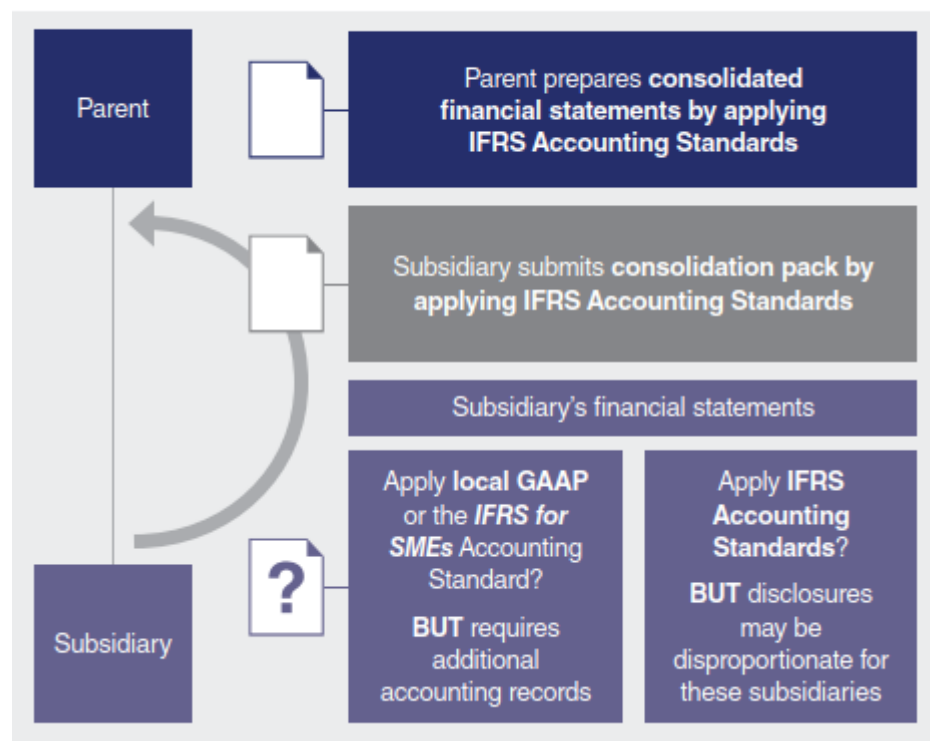 Parent
Parent prepares consolidated
financial statements by applying
IFRS Accounting Standards
Subsidiary submits consolidation pack by
applying IFRS Accounting Standards
Subsidiary’s financial statements
Apply local GAAP
or the IFRS for
SMEs Accounting
Standard?
BUT requires
additional
accounting records
Apply IFRS
Accounting
Standards?
BUT disclosures
may be
disproportionate for
these subsidiaries
?
Subsidiary